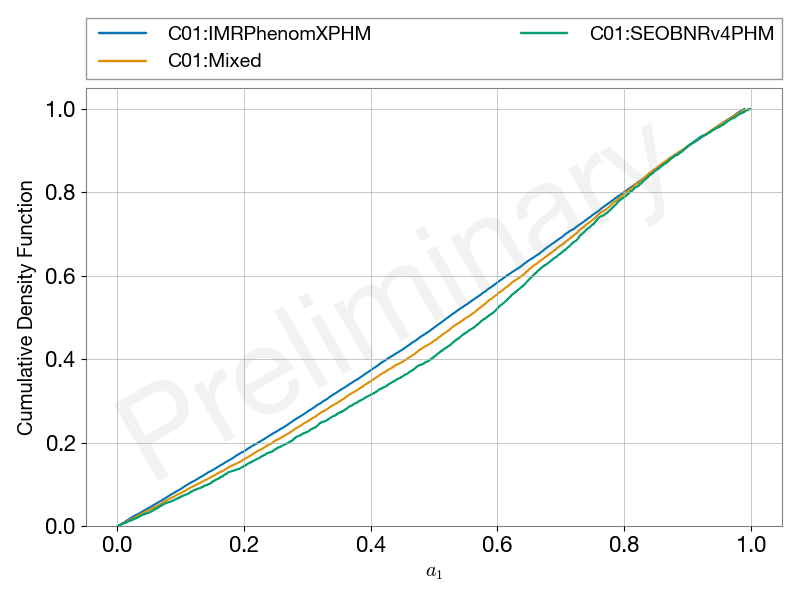 C01:IMRPhenomXPHM
C01:Mixed
C01:SEOBNRv4PHM
1.0
0.8
0.6
0.4
0.2
0.0
Cumulative Density Function
Preliminary
0.0 0.2 0.4 0.6 0.8 1.0
a₁